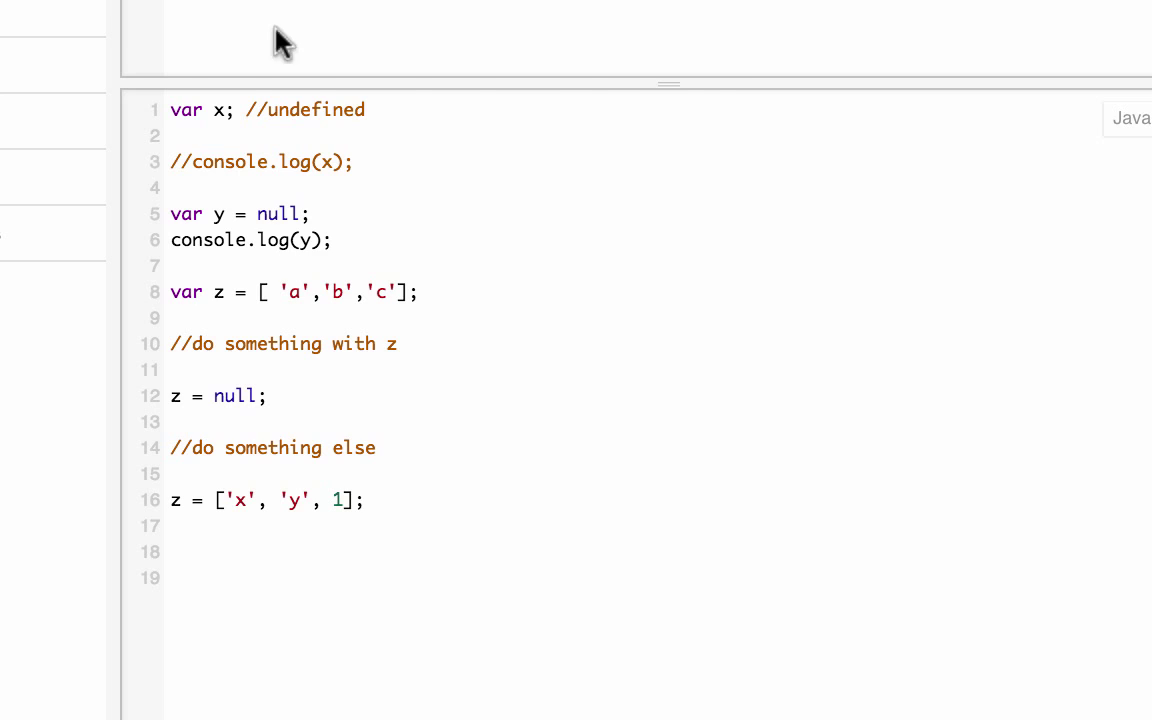 1 var x; //undefined
2
3 //console.log(x);
4
5 var y = null;
6 console.log(y);
7
8 var z = [ 'a','b','c'];
9
10 //do something with z
11
12 z = null;
13
14 //do something else
15
16 z = ['x', 'y', 1];
17
18
19
Java